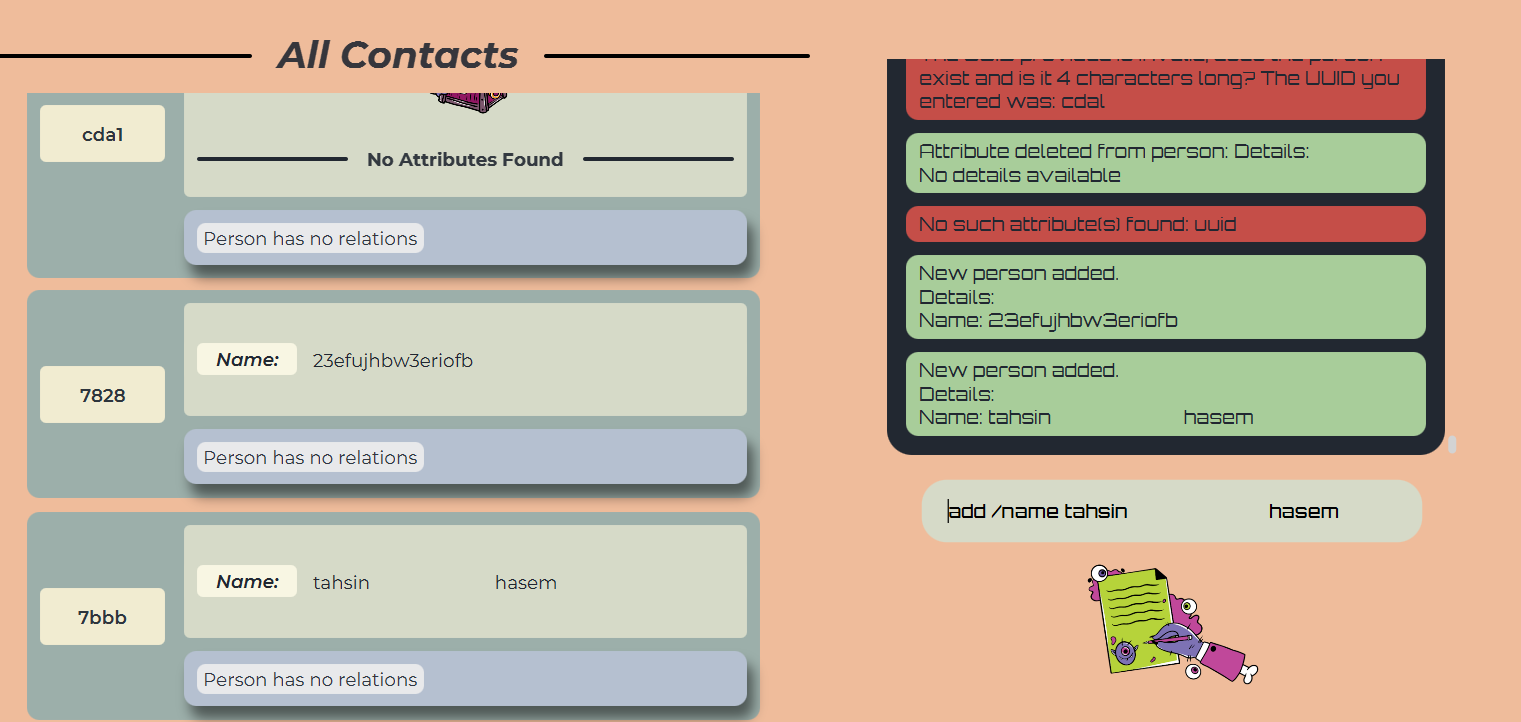 All Contacts
cda1
No Attributes Found
Person has no relations
7828
Name: 23efujhbw3eriofb
Person has no relations
7bbb
Name: tahsin hasem
Person has no relations
exist and is it 4 characters long? The UUID you
entered was: cdal
Attribute deleted from person: Details:
No details available
No such attribute(s) found: uuid
New person added.
Details:
Name: 23efujhbw3eriofb
New person added.
Details:
Name: tahsin hasem
add /name tahsin hasem